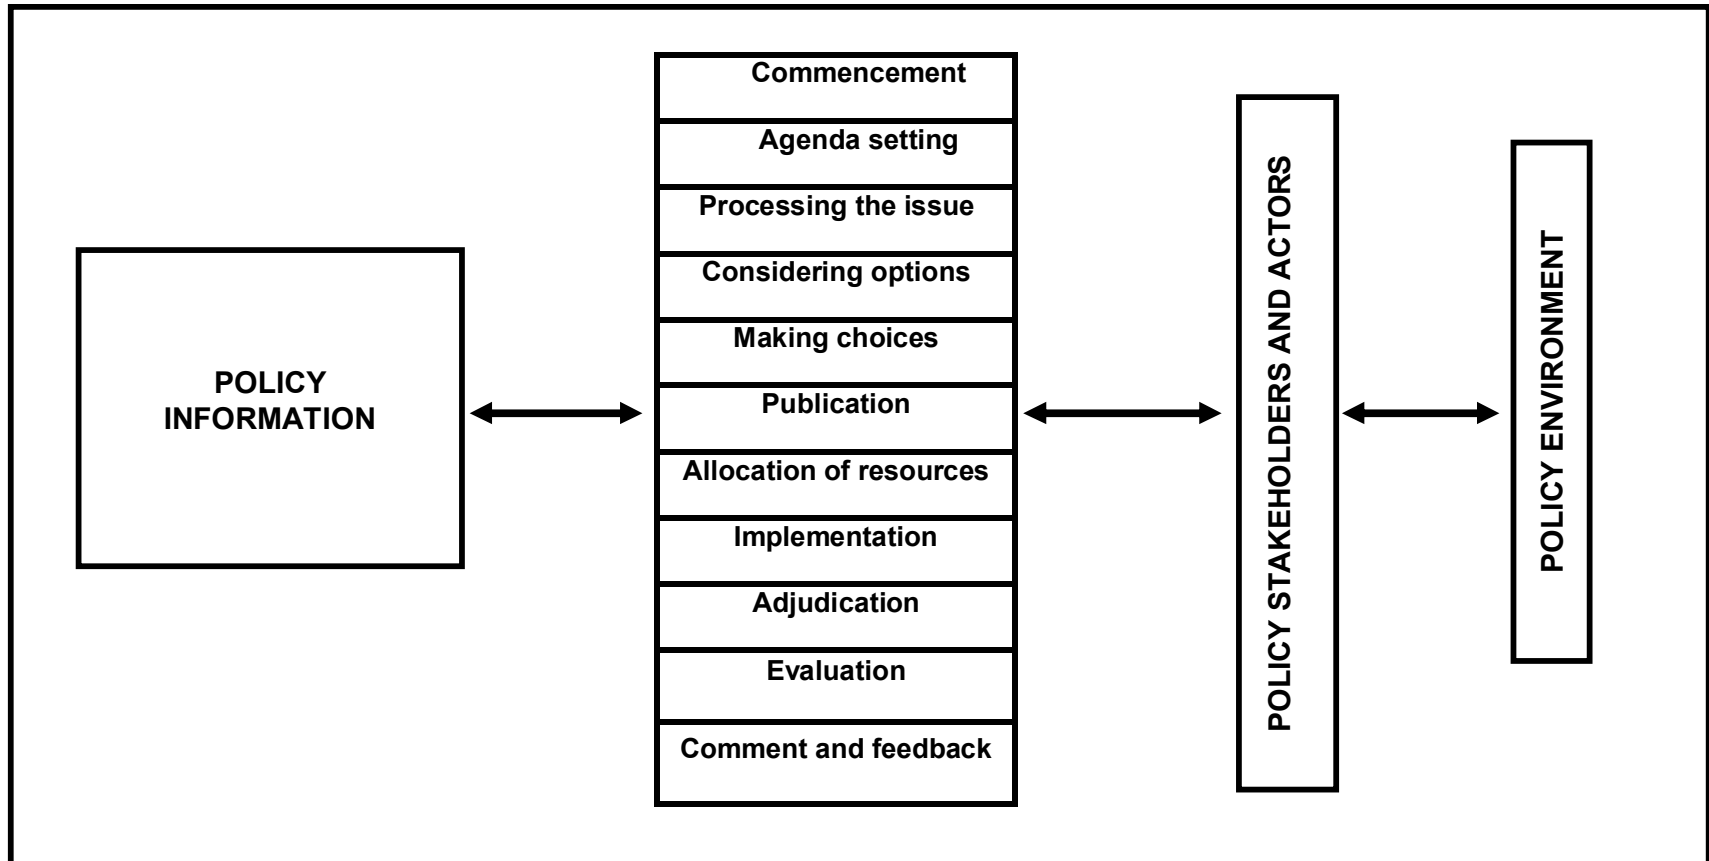 POLICY
INFORMATION
Commencement
Agenda setting
Processing the issue
Considering options
Making choices
Publication
Allocation of resources
Implementation
Adjudication
Evaluation
Comment and feedback
POLICY STAKEHOLDERS AND ACTORS
POLICY ENVIRONMENT